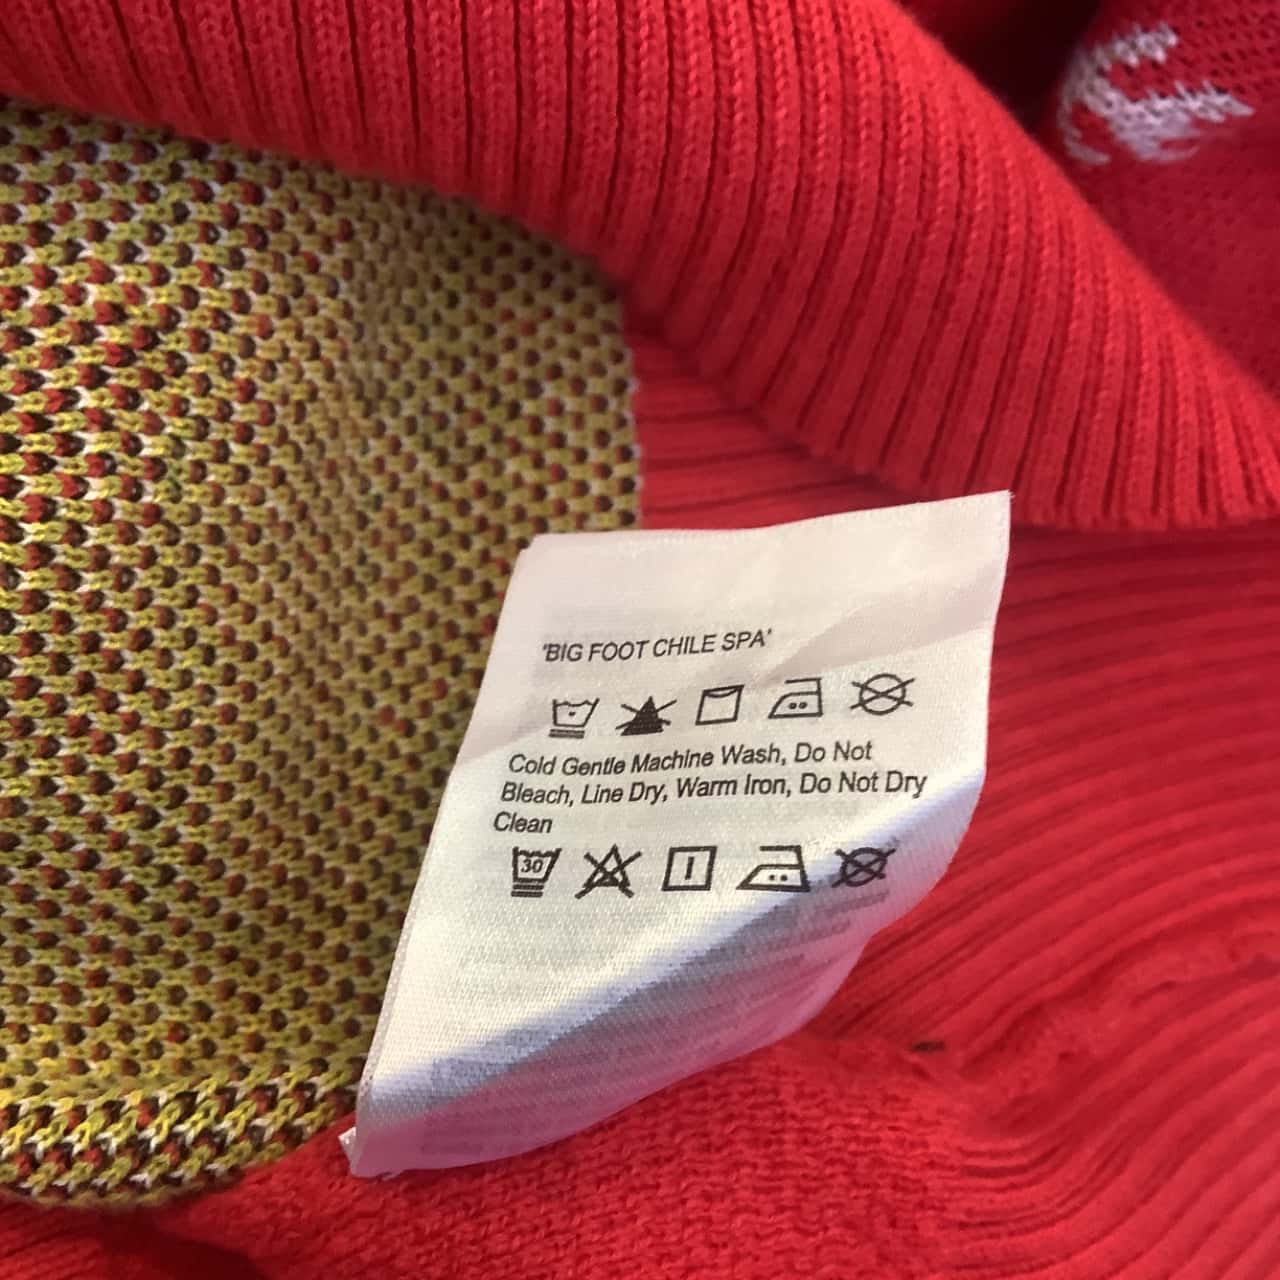 'BIG FOOT CHILE SPA'
Cold Gentle Machine Wash, Do Not
Bleach, Line Dry, Warm Iron, Do Not Dry
Clean
30